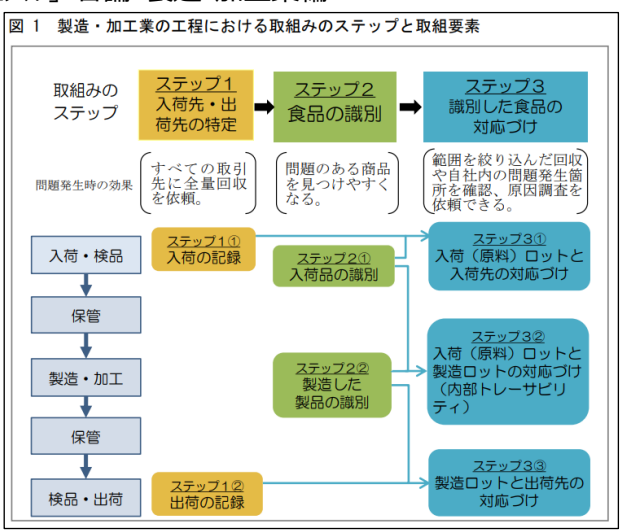 図 1 製造・加工業の工程における取組みのステップと取組要素
取組みの
ステップ
ステップ1
入荷先・出
荷先の特定
ステップ2
食品の識別
ステップ3
識別した食品の
対応づけ
問題発生時の効果
すべての取引
先に全量回収
を依頼。
問題のある商品
を見つけやすく
なる。
範囲を絞り込んだ回収
や自社内の問題発生箇
所を確認、原因調査を
依頼できる。
入荷・検品
保管
製造・加工
保管
検品・出荷
ステップ1①
入荷の記録
ステップ2①
入荷品の識別
ステップ3①
入荷（原料）ロットと
入荷先の対応づけ
ステップ2②
製造した
製品の識別
ステップ3②
入荷（原料）ロットと
製造ロットの対応づけ
（内部トレーサビリ
ティ）
ステップ1②
出荷の記録
ステップ3③
製造ロットと出荷先の
対応づけ